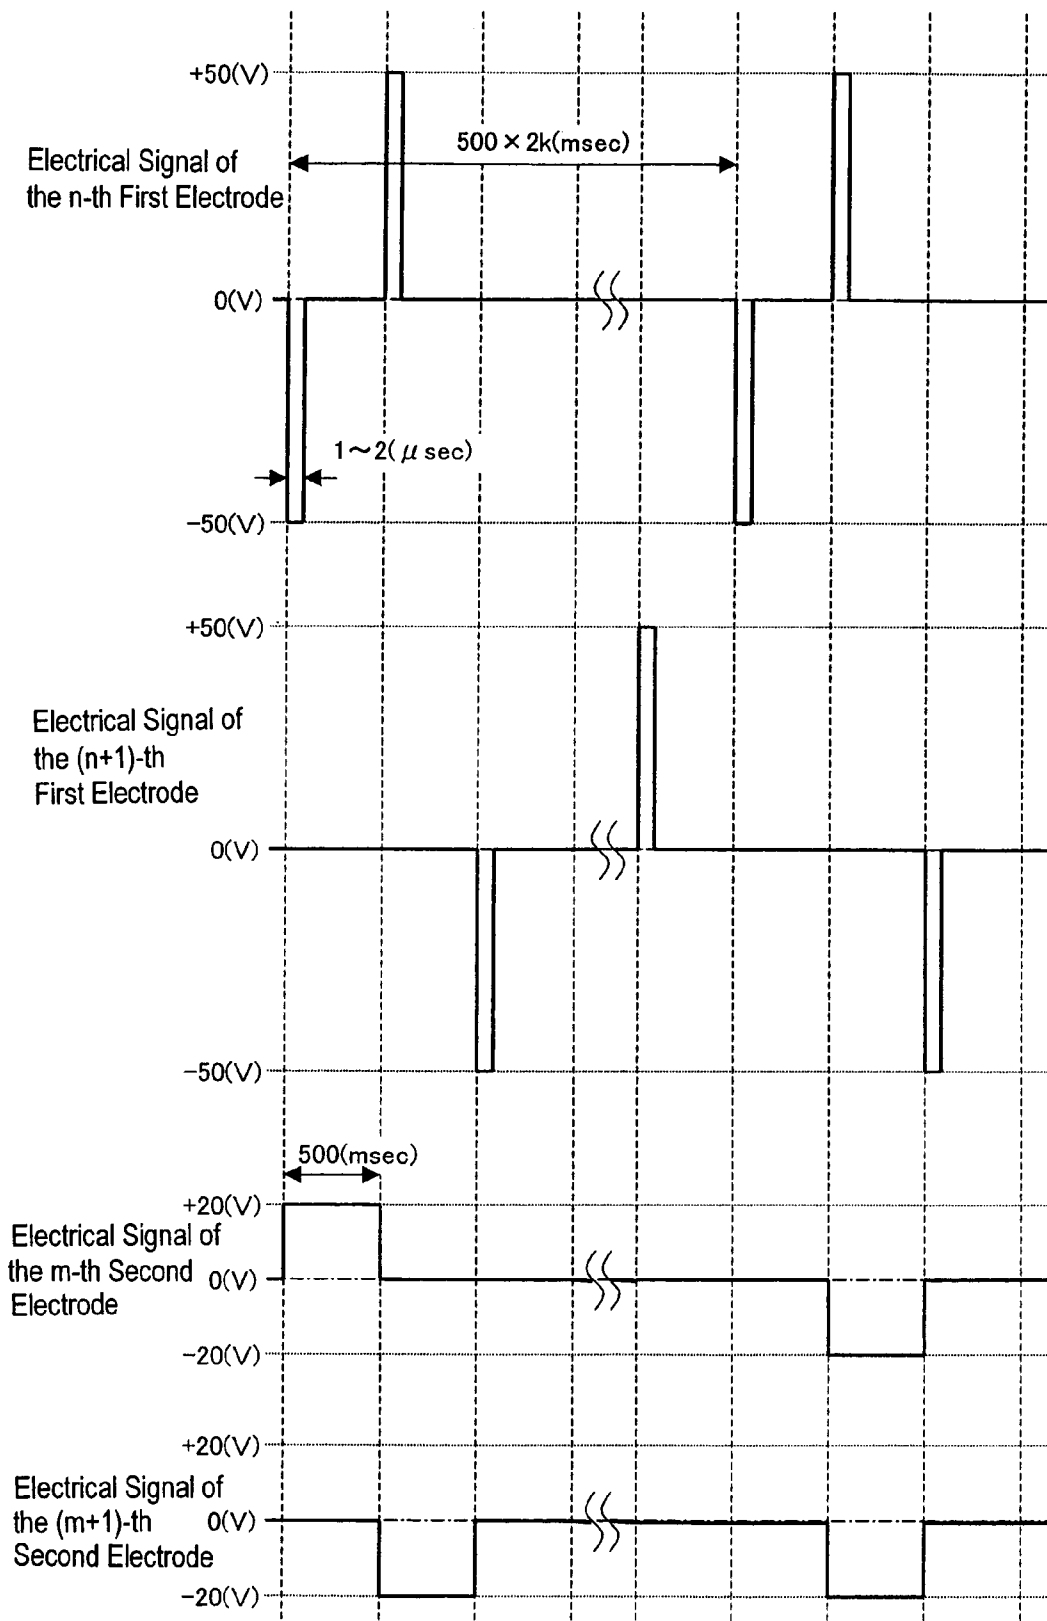 +50(V)
500×2k(msec)
Electrical Signal of
the n-th First Electrode
0(V)
1～2(μsec)
−50(V)
+50(V)
Electrical Signal of
the (n+1)-th
First Electrode
0(V)
−50(V)
500(msec)
+20(V)
Electrical Signal of
the m-th Second
0(V)
Electrode
−20(V)
+20(V)
Electrical Signal of
the (m+1)-th
0(V)
Second Electrode
−20(V)